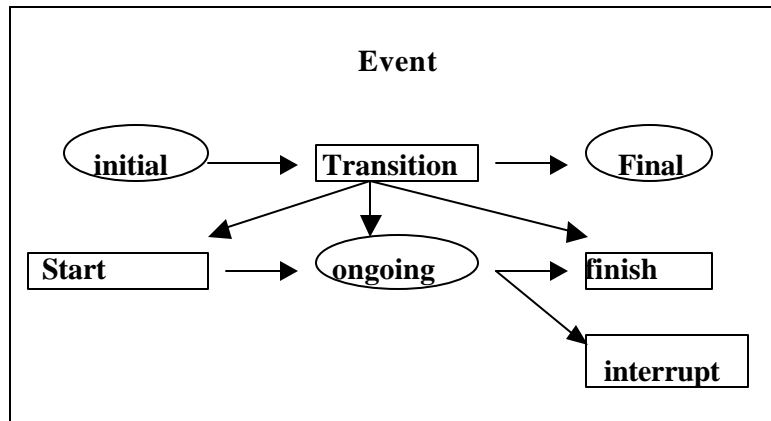 Event
initial Transition Final
Start ongoing finish
interrupt